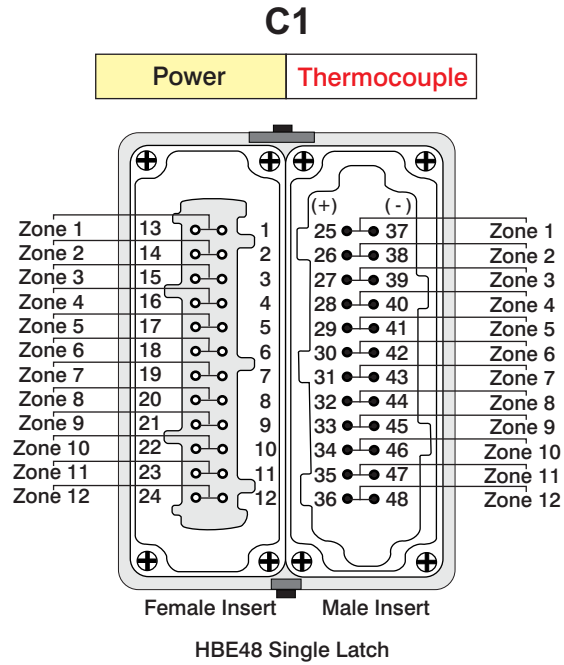 C1
Power Thermocouple
(+) (-)
Zone 1 13 1 25 37 Zone 1
Zone 2 14 2 26 38 Zone 2
Zone 3 15 3 27 39 Zone 3
Zone 4 16 4 28 40 Zone 4
Zone 5 17 5 29 41 Zone 5
Zone 6 18 6 30 42 Zone 6
Zone 7 19 7 31 43 Zone 7
Zone 8 20 8 32 44 Zone 8
Zone 9 21 9 33 45 Zone 9
Zone 10 22 10 34 46 Zone 10
Zone 11 23 11 35 47 Zone 11
Zone 12 24 12 36 48 Zone 12
Female Insert Male Insert
HBE48 Single Latch